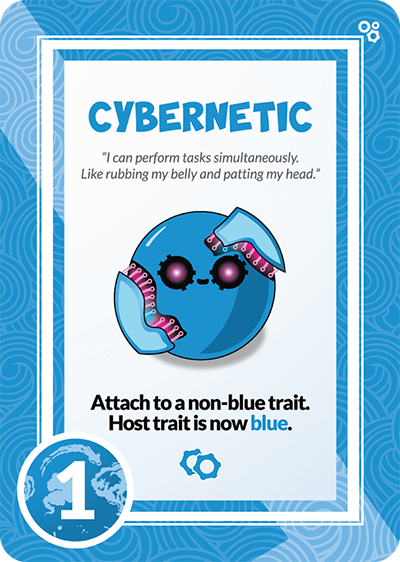 CYBERNETIC
“I can perform tasks simultaneously.
Like rubbing my belly and patting my head.”
Attach to a non-blue trait.
Host trait is now blue.
1